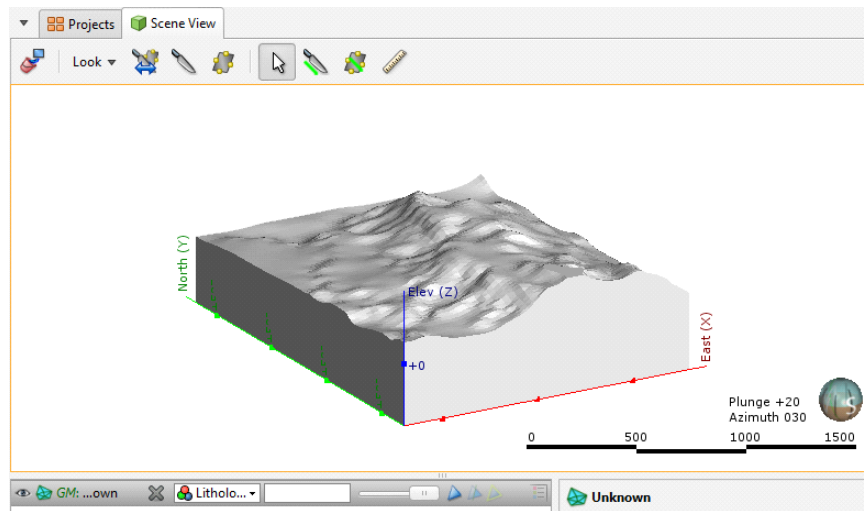 Projects
Scene View
Look
North (Y)
Elev (Z)
+0
East (X)
Plunge +20
Azimuth 030
S
0 500 1000 1500
GM: ...own
Litholo...
Unknown